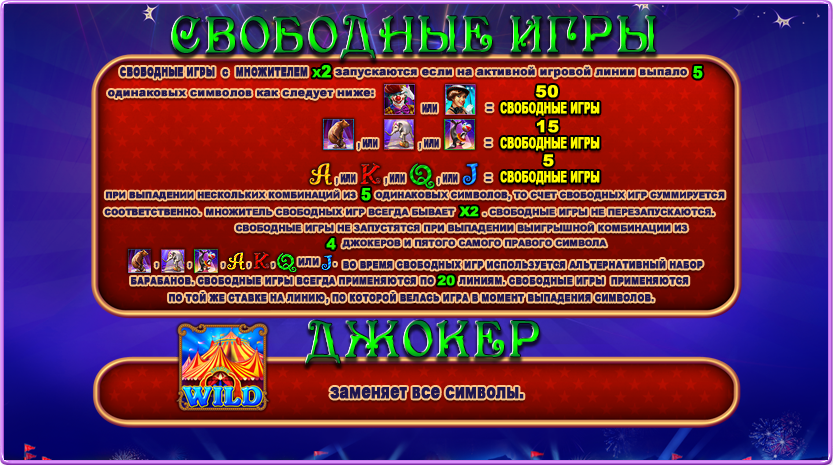 СВОБОДНЫЕ ИГРЫ
СВОБОДНЫЕ ИГРЫ С МНОЖИТЕЛЕМ x2 ЗАПУСКАЮТСЯ ЕСЛИ НА АКТИВНОЙ ИГРОВОЙ ЛИНИИ ВЫПАЛО 5
ОДИНАКОВЫХ СИМВОЛОВ КАК СЛЕДУЕТ НИЖЕ:
ИЛИ = 50 СВОБОДНЫЕ ИГРЫ
, ИЛИ , ИЛИ = 15 СВОБОДНЫЕ ИГРЫ
A, ИЛИ K, ИЛИ Q, ИЛИ J = 5 СВОБОДНЫЕ ИГРЫ
ПРИ ВЫПАДЕНИИ НЕСКОЛЬКИХ КОМБИНАЦИЙ ИЗ 5 ОДИНАКОВЫХ СИМВОЛОВ, ТО СЧЕТ СВОБОДНЫХ ИГР СУММИРУЕТСЯ
СООТВЕТСТВЕННО. МНОЖИТЕЛЬ СВОБОДНЫХ ИГР ВСЕГДА БЫВАЕТ X2 . СВОБОДНЫЕ ИГРЫ НЕ ПЕРЕЗАПУСКАЮТСЯ.
СВОБОДНЫЕ ИГРЫ НЕ ЗАПУСТЯТСЯ ПРИ ВЫПАДЕНИИ ВЫИГРЫШНОЙ КОМБИНАЦИИ ИЗ
4 ДЖОКЕРОВ И ПЯТОГО САМОГО ПРАВОГО СИМВОЛА
, , , A, K, Q ИЛИ J. ВО ВРЕМЯ СВОБОДНЫХ ИГР ИСПОЛЬЗУЕТСЯ АЛЬТЕРНАТИВНЫЙ НАБОР
БАРАБАНОВ. СВОБОДНЫЕ ИГРЫ ВСЕГДА ПРИМЕНЯЮТСЯ ПО 20 ЛИНИЯМ. СВОБОДНЫЕ ИГРЫ ПРИМЕНЯЮТСЯ
ПО ТОЙ ЖЕ СТАВКЕ НА ЛИНИЮ, ПО КОТОРОЙ ВЕЛАСЬ ИГРА В МОМЕНТ ВЫПАДЕНИЯ СИМВОЛОВ.
ДЖОКЕР
WILD
заменяет все символы.